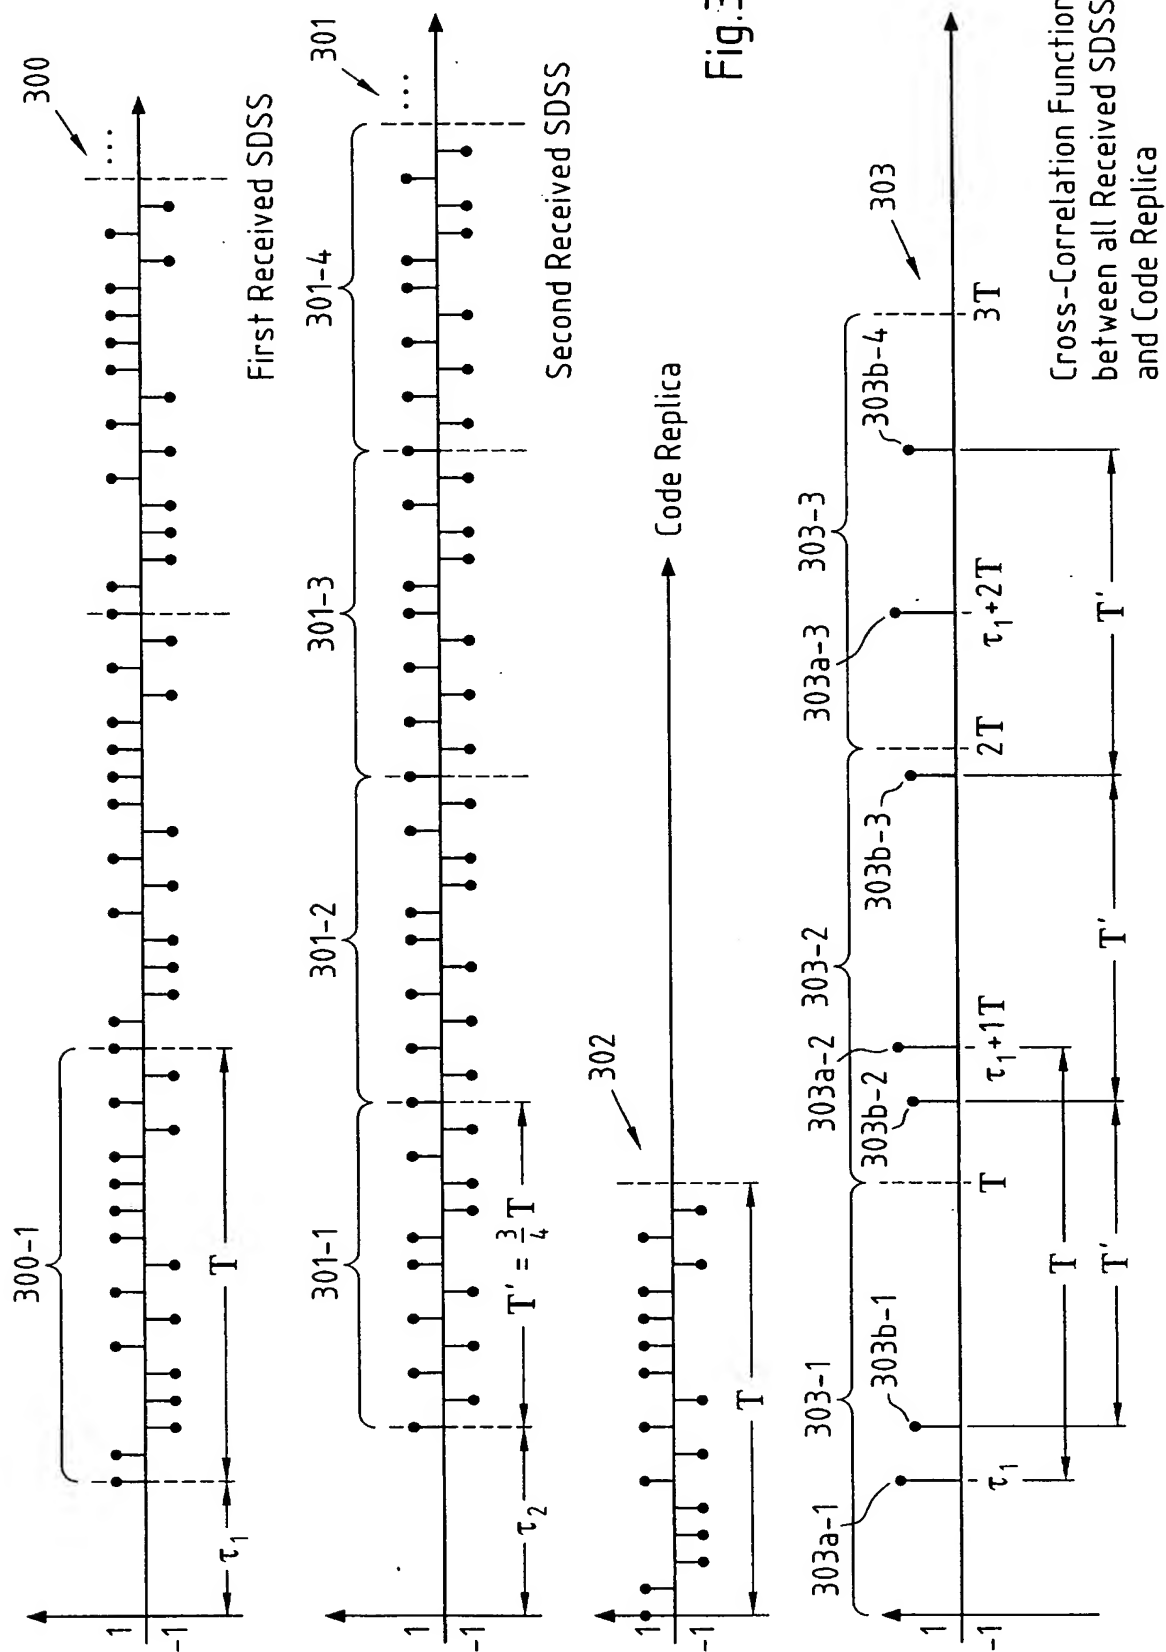 300
300-1
1
-1
τ₁
T
...
First Received SDSS
301
301-1
301-2
301-3
301-4
1
-1
τ₂
T' = 3/4 T
...
Second Received SDSS
302
1
-1
T
Code Replica
303
303-1
303-2
303-3
303a-1
303b-1
303a-2
303b-2
303b-3
303a-3
303b-4
1
-1
τ₁
T
τ₁+1T
2T
τ₁+2T
3T
T
T'
T'
T'
Cross-Correlation Function
between all Received SDSS
and Code Replica